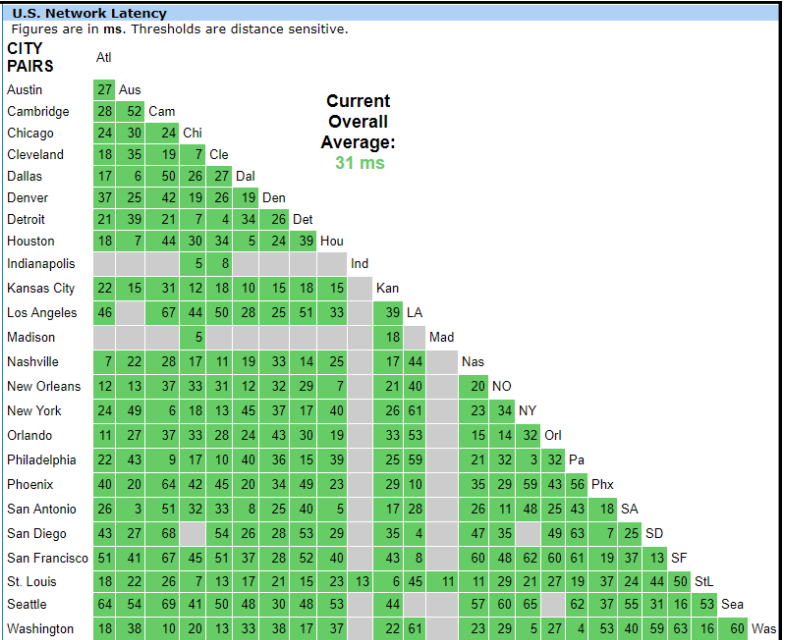 U.S. Network Latency
Figures are in ms. Thresholds are distance sensitive.
CITY
PAIRS
Atl
Current
Overall
Average:
31 ms
Austin 27 Aus
Cambridge 28 52 Cam
Chicago 24 30 24 Chi
Cleveland 18 35 19 7 Cle
Dallas 17 6 50 26 27 Dal
Denver 37 25 42 19 26 19 Den
Detroit 21 39 21 7 4 34 26 Det
Houston 18 7 44 30 34 5 24 39 Hou
Indianapolis 5 8 Ind
Kansas City 22 15 31 12 18 10 15 18 15 Kan
Los Angeles 46 67 44 50 28 25 51 33 39 LA
Madison 5 18 Mad
Nashville 7 22 28 17 11 19 33 14 25 17 44 Nas
New Orleans 12 13 37 33 31 12 32 29 7 21 40 20 NO
New York 24 49 6 18 13 45 37 17 40 26 61 23 34 NY
Orlando 11 27 37 33 28 24 43 30 19 33 53 15 14 32 Orl
Philadelphia 22 43 9 17 10 40 36 15 39 25 59 21 32 3 32 Pa
Phoenix 40 20 64 42 45 20 34 49 23 29 10 35 29 59 43 56 Phx
San Antonio 26 3 51 32 33 8 25 40 5 17 28 26 11 48 25 43 18 SA
San Diego 43 27 68 54 26 28 53 29 35 4 47 35 49 63 7 25 SD
San Francisco 51 41 67 45 51 37 28 52 40 43 8 60 48 62 60 61 19 37 13 SF
St. Louis 18 22 26 7 13 17 21 15 23 13 6 45 11 11 29 21 27 19 37 24 44 50 StL
Seattle 64 54 69 41 50 48 30 48 53 44 57 60 65 62 37 55 31 16 53 Sea
Washington 18 38 10 20 13 33 38 17 37 22 61 23 29 5 27 4 53 40 59 63 16 60 Was